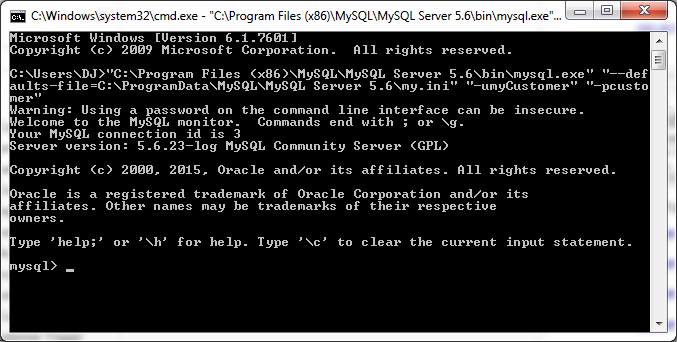 C:\Windows\system32\cmd.exe - "C:\Program Files (x86)\MySQL\MySQL Server 5.6\bin\mysql.exe"...
Microsoft Windows [Version 6.1.7601]
Copyright (c) 2009 Microsoft Corporation.  All rights reserved.
C:\Users\DJ>"C:\Program Files (x86)\MySQL\MySQL Server 5.6\bin\mysql.exe" "--def
aults-file=C:\ProgramData\MySQL\MySQL Server 5.6\my.ini" "-umyCustomer" "-pcusto
mer"
Warning: Using a password on the command line interface can be insecure.
Welcome to the MySQL monitor.  Commands end with ; or \g.
Your MySQL connection id is 3
Server version: 5.6.23-log MySQL Community Server (GPL)
Copyright (c) 2000, 2015, Oracle and/or its affiliates. All rights reserved.
Oracle is a registered trademark of Oracle Corporation and/or its
affiliates. Other names may be trademarks of their respective
owners.
Type 'help;' or '\h' for help. Type '\c' to clear the current input statement.
mysql> _